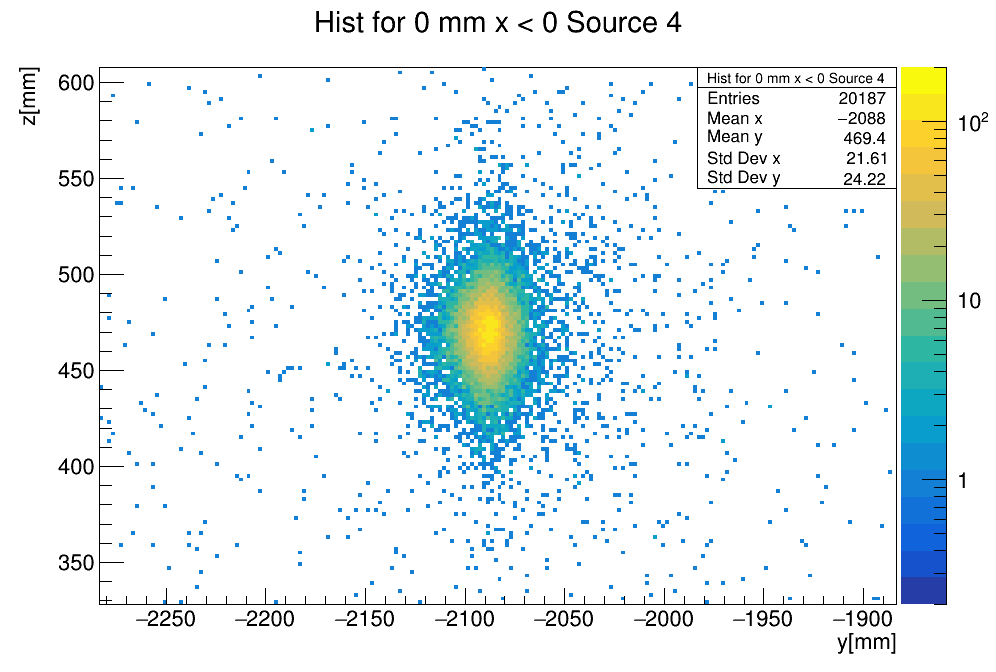 Hist for 0 mm x < 0 Source 4
z[mm]
600
550
500
450
400
350
Hist for 0 mm x < 0 Source 4
Entries 20187
Mean x −2088
Mean y 469.4
Std Dev x 21.61
Std Dev y 24.22
10²
10
1
−2250 −2200 −2150 −2100 −2050 −2000 −1950 −1900
y[mm]